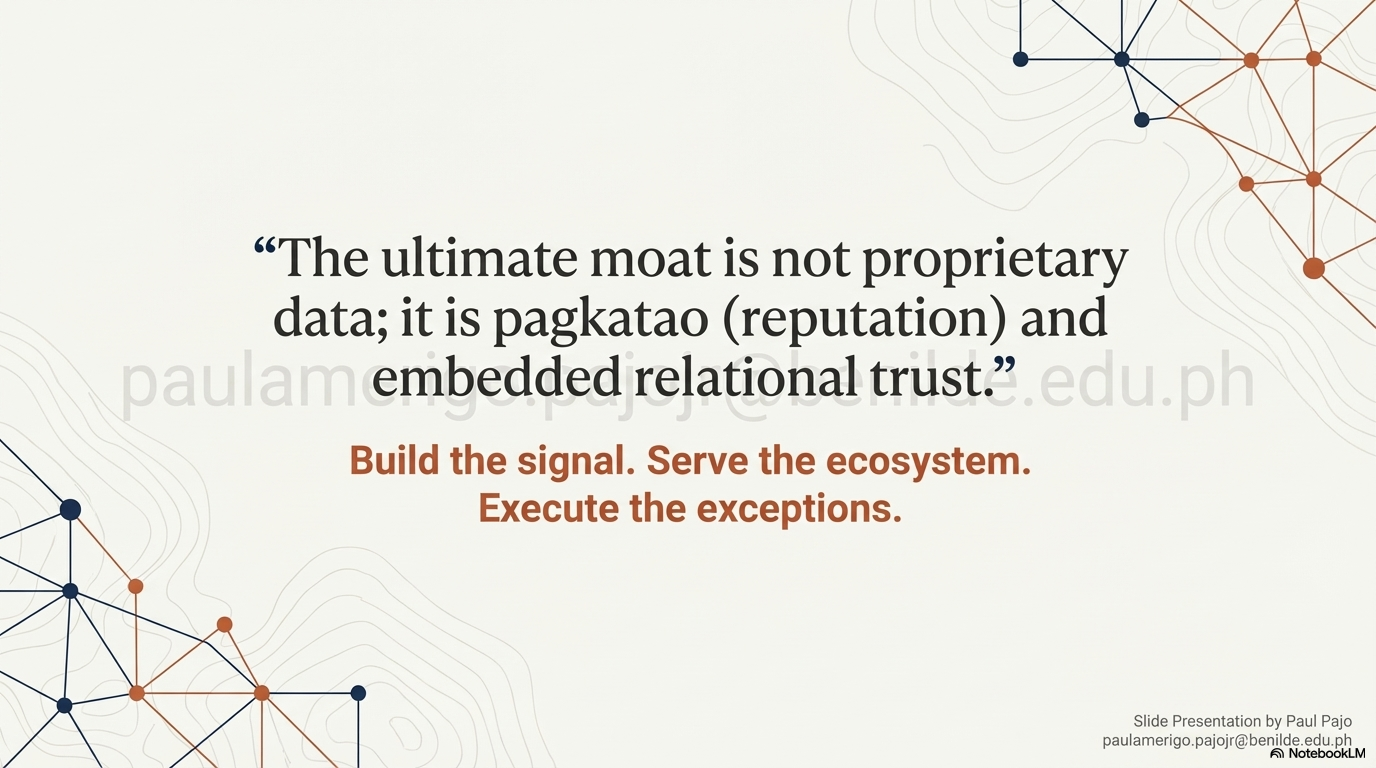 “The ultimate moat is not proprietary
data; it is pagkatao (reputation) and
embedded relational trust.”
paulamerigo.pajojr@benilde.edu.ph
Build the signal. Serve the ecosystem.
Execute the exceptions.
Slide Presentation by Paul Pajo
paulamerigo.pajojr@benilde.edu.ph
NotebookLM